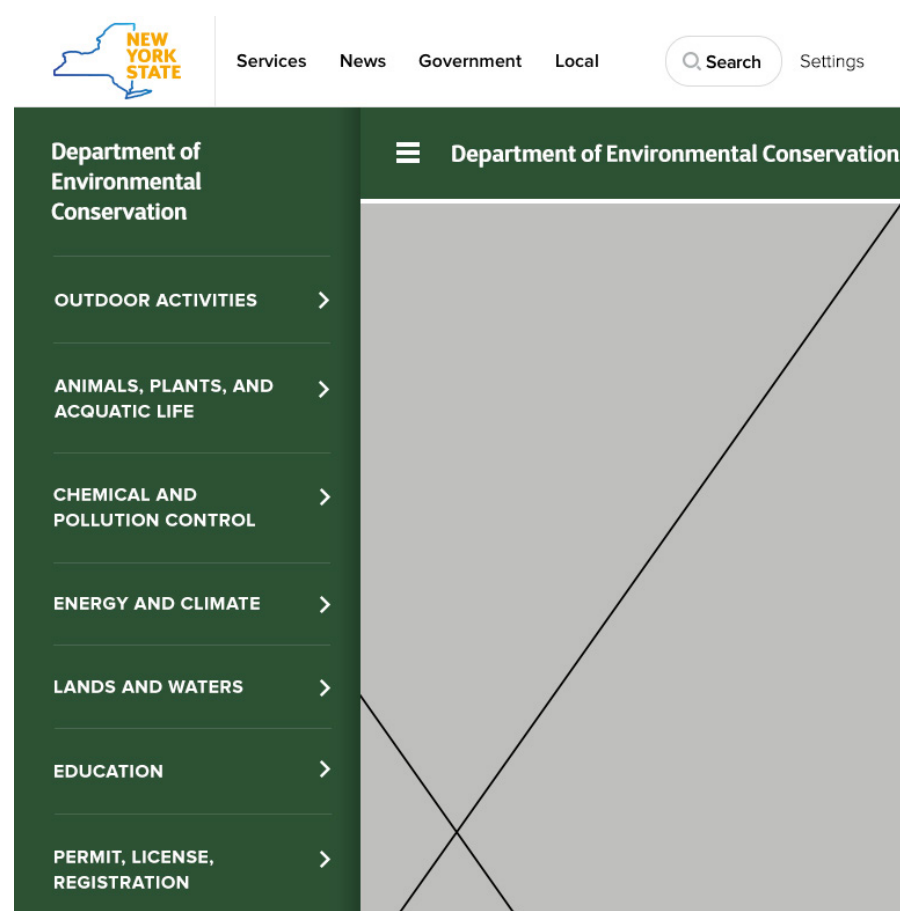 NEW
YORK
STATE
Services News Government Local Search Settings
Department of
Environmental
Conservation
Department of Environmental Conservation
OUTDOOR ACTIVITIES
ANIMALS, PLANTS, AND
ACQUATIC LIFE
CHEMICAL AND
POLLUTION CONTROL
ENERGY AND CLIMATE
LANDS AND WATERS
EDUCATION
PERMIT, LICENSE,
REGISTRATION